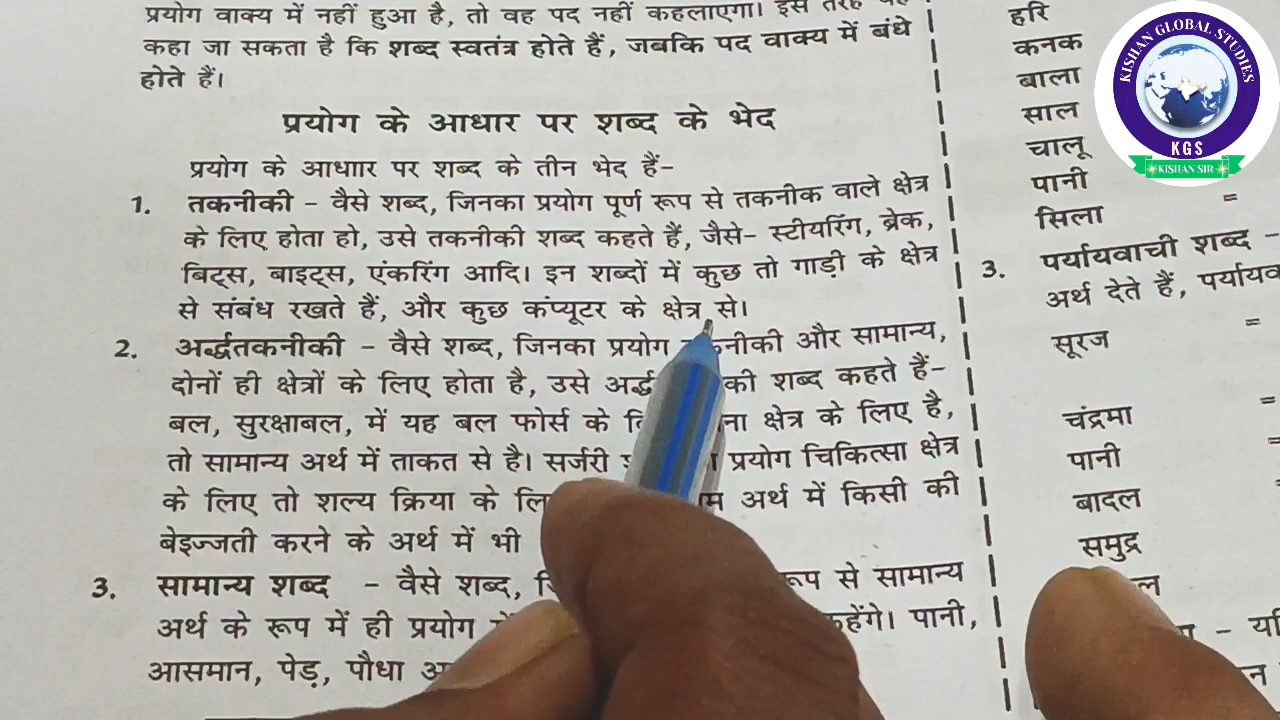 प्रयोग वाक्य में नहीं हुआ है, तो वह पद नहीं कहलाएगा। इस तरह
कहा जा सकता है कि शब्द स्वतंत्र होते हैं, जबकि पद वाक्य में बंधे
होते हैं।
प्रयोग के आधार पर शब्द के भेद
प्रयोग के आधाार पर शब्द के तीन भेद हैं-
1. तकनीकी - वैसे शब्द, जिनका प्रयोग पूर्ण रूप से तकनीक वाले क्षेत्र
के लिए होता हो, उसे तकनीकी शब्द कहते हैं, जैसे- स्टीयरिंग, ब्रेक,
बिट्स, बाइट्स, एंकरिंग आदि। इन शब्दों में कुछ तो गाड़ी के क्षेत्र
से संबंध रखते हैं, और कुछ कंप्यूटर के क्षेत्र से।
2. अर्द्धतकनीकी - वैसे शब्द, जिनका प्रयोग और सामान्य,
दोनों ही क्षेत्रों के लिए होता है, उसे शब्द कहते हैं-
बल, सुरक्षाबल, में यह बल फोर्स के क्षेत्र के लिए है,
तो सामान्य अर्थ में ताकत से है। सर्जरी प्रयोग चिकित्सा क्षेत्र
के लिए तो शल्य क्रिया के अर्थ में किसी की
बेइज्जती करने के अर्थ में भी
3. सामान्य शब्द - वैसे शब्द, से सामान्य
अर्थ के रूप में ही प्रयोग पानी,
आसमान, पेड़, पौधा
हरि
कनक
बाला
साल
चालू
पानी
सिला =
3. पर्यायवाची शब्द -
अर्थ देते हैं,
सूरज =
चंद्रमा =
पानी =
बादल
समुद्र
KISHAN GLOBAL STUDIES
KGS
KISHAN SIR